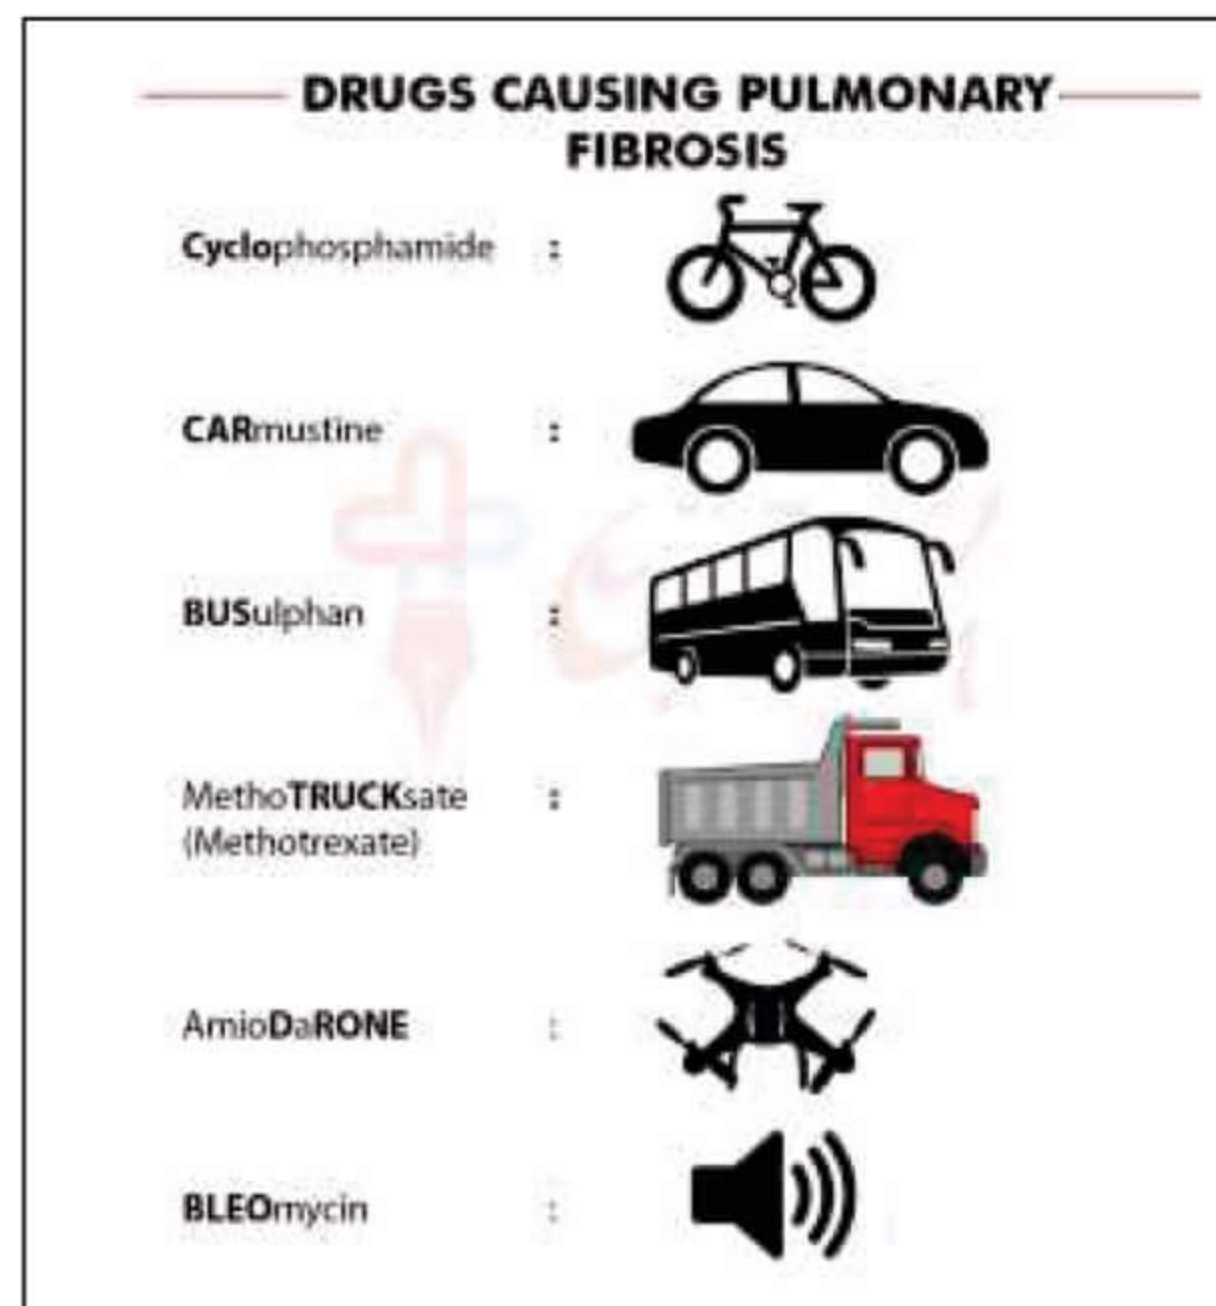 DRUGS CAUSING PULMONARY
FIBROSIS
Cyclophosphamide :
CARmustine :
BUSulphan :
MethoTRUCKsate :
(Methotrexate)
AmioDaRONE :
BLEOmycin :